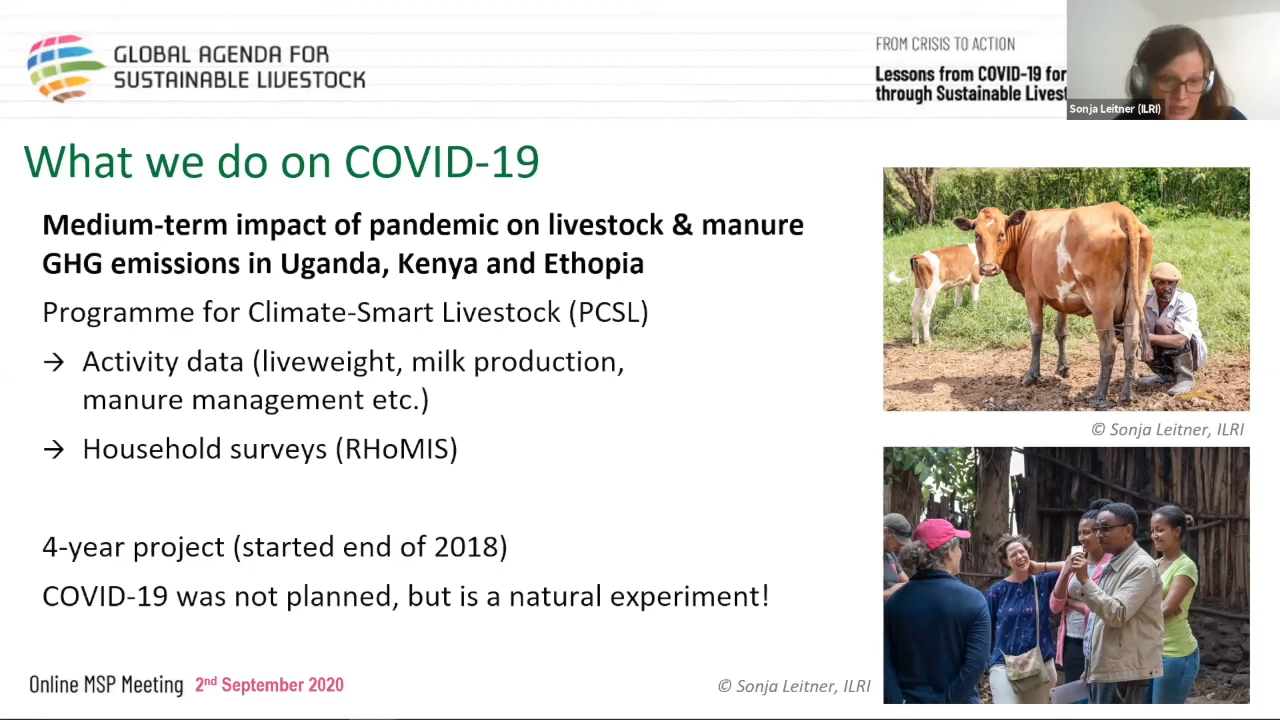 GLOBAL AGENDA FOR
SUSTAINABLE LIVESTOCK
FROM CRISIS TO ACTION
Lessons from COVID-19 for
through Sustainable
Sonja Leitner (ILRI)
What we do on COVID-19
Medium-term impact of pandemic on livestock & manure
GHG emissions in Uganda, Kenya and Ethiopia
Programme for Climate-Smart Livestock (PCSL)
→ Activity data (liveweight, milk production,
manure management etc.)
→ Household surveys (RHoMIS)
4-year project (started end of 2018)
COVID-19 was not planned, but is a natural experiment!
© Sonja Leitner, ILRI
© Sonja Leitner, ILRI
Online MSP Meeting 2nd September 2020